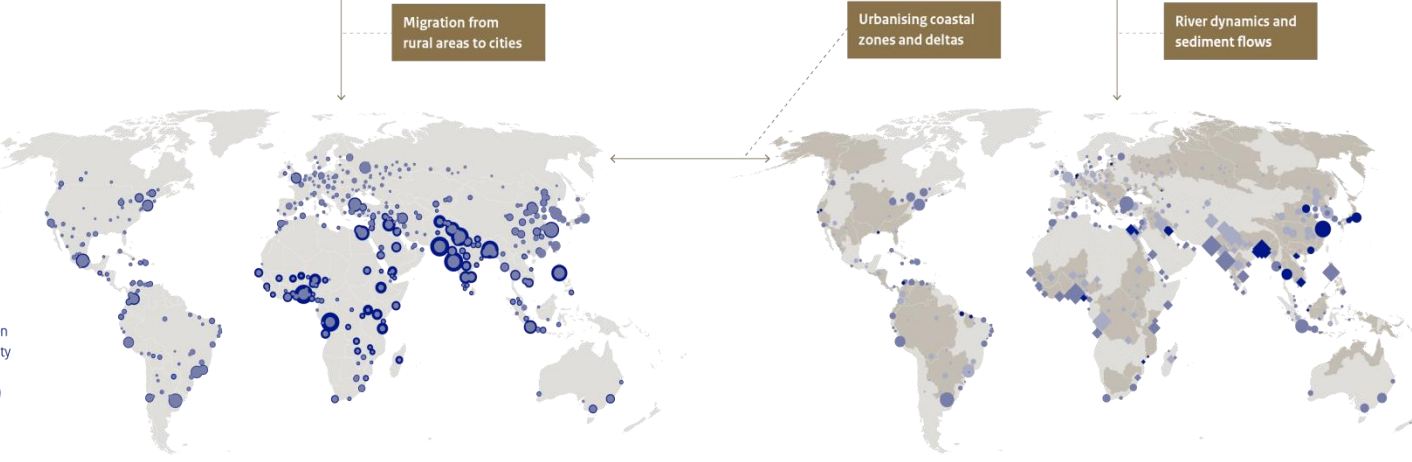 Migration from
rural areas to cities
Urbanising coastal
zones and deltas
River dynamics and
sediment flows